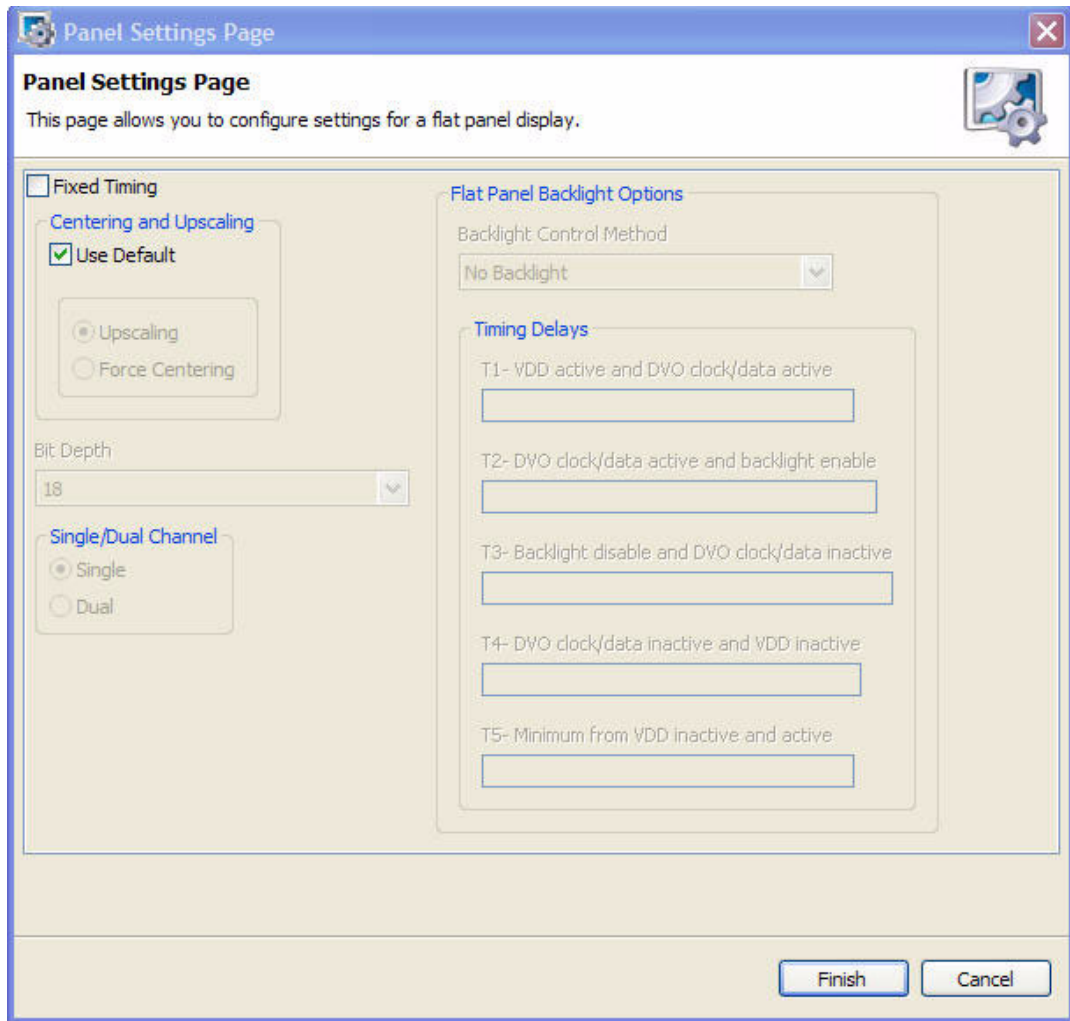 Panel Settings Page
Panel Settings Page
This page allows you to configure settings for a flat panel display.
Fixed Timing
Centering and Upscaling
Use Default
Upscaling
Force Centering
Bit Depth
18
Single/Dual Channel
Single
Dual
Flat Panel Backlight Options
Backlight Control Method
No Backlight
Timing Delays
T1- VDD active and DVO clock/data active
T2- DVO clock/data active and backlight enable
T3- Backlight disable and DVO clock/data inactive
T4- DVO clock/data inactive and VDD inactive
T5- Minimum from VDD inactive and active
Finish
Cancel